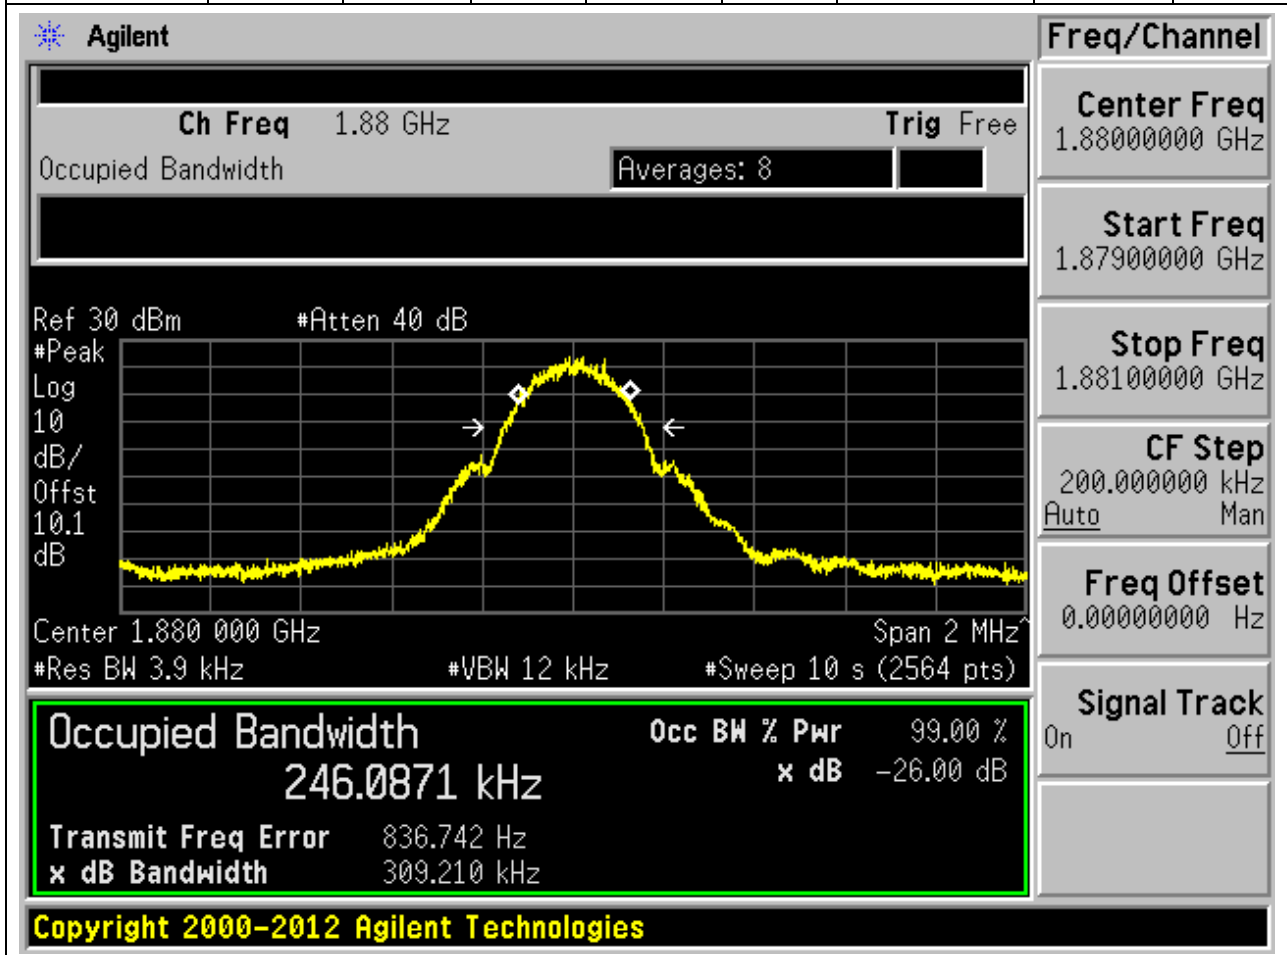 Agilent
Freq/Channel
Ch Freq 1.88 GHz Trig Free
Occupied Bandwidth Averages: 8
Center Freq
1.88000000 GHz
Start Freq
1.87900000 GHz
Ref 30 dBm #Atten 40 dB
#Peak
Log
10
dB/
Offst
10.1
dB
Stop Freq
1.88100000 GHz
CF Step
200.000000 kHz
Auto Man
Freq Offset
0.00000000 Hz
Center 1.880 000 GHz Span 2 MHz^
#Res BW 3.9 kHz #VBW 12 kHz #Sweep 10 s (2564 pts)
Signal Track
On Off
Occupied Bandwidth Occ BW % Pwr 99.00 %
246.0871 kHz x dB -26.00 dB
Transmit Freq Error 836.742 Hz
x dB Bandwidth 309.210 kHz
Copyright 2000-2012 Agilent Technologies